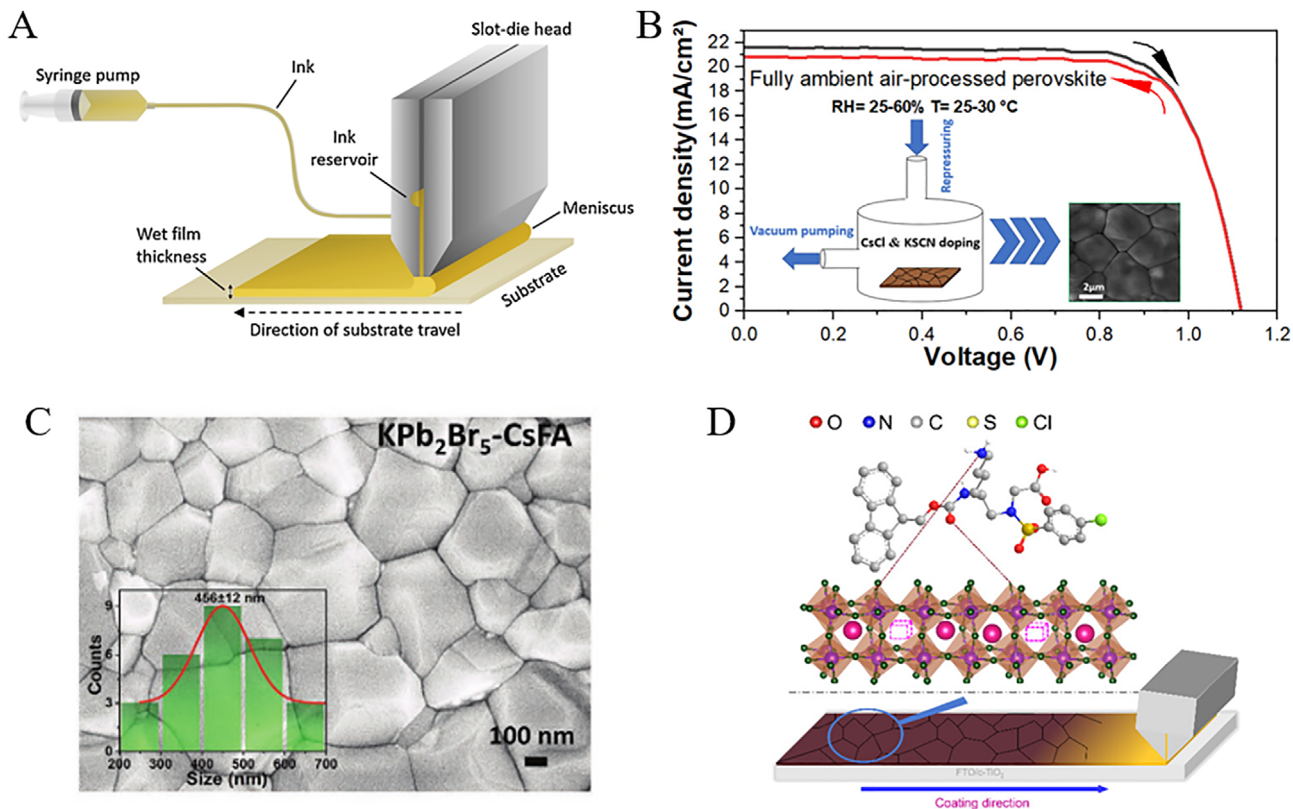 A
Slot-die head
Syringe pump
Ink
Ink
reservoir
Meniscus
Wet film
thickness
Substrate
Direction of substrate travel
B
Current density(mA/cm²)
22
20
18
16
14
12
10
8
6
4
2
0
Fully ambient air-processed perovskite
RH= 25-60% T= 25-30 °C
Repressuring
Vacuum pumping
CsCl & KSCN doping
2μm
0.0 0.2 0.4 0.6 0.8 1.0 1.2
Voltage (V)
C
KPb₂Br₅-CsFA
456±12 nm
Counts
9
6
3
0
200 300 400 500 600 700
Size (nm)
100 nm
D
O N C S Cl
FTO/c-TiO₂
Coating direction